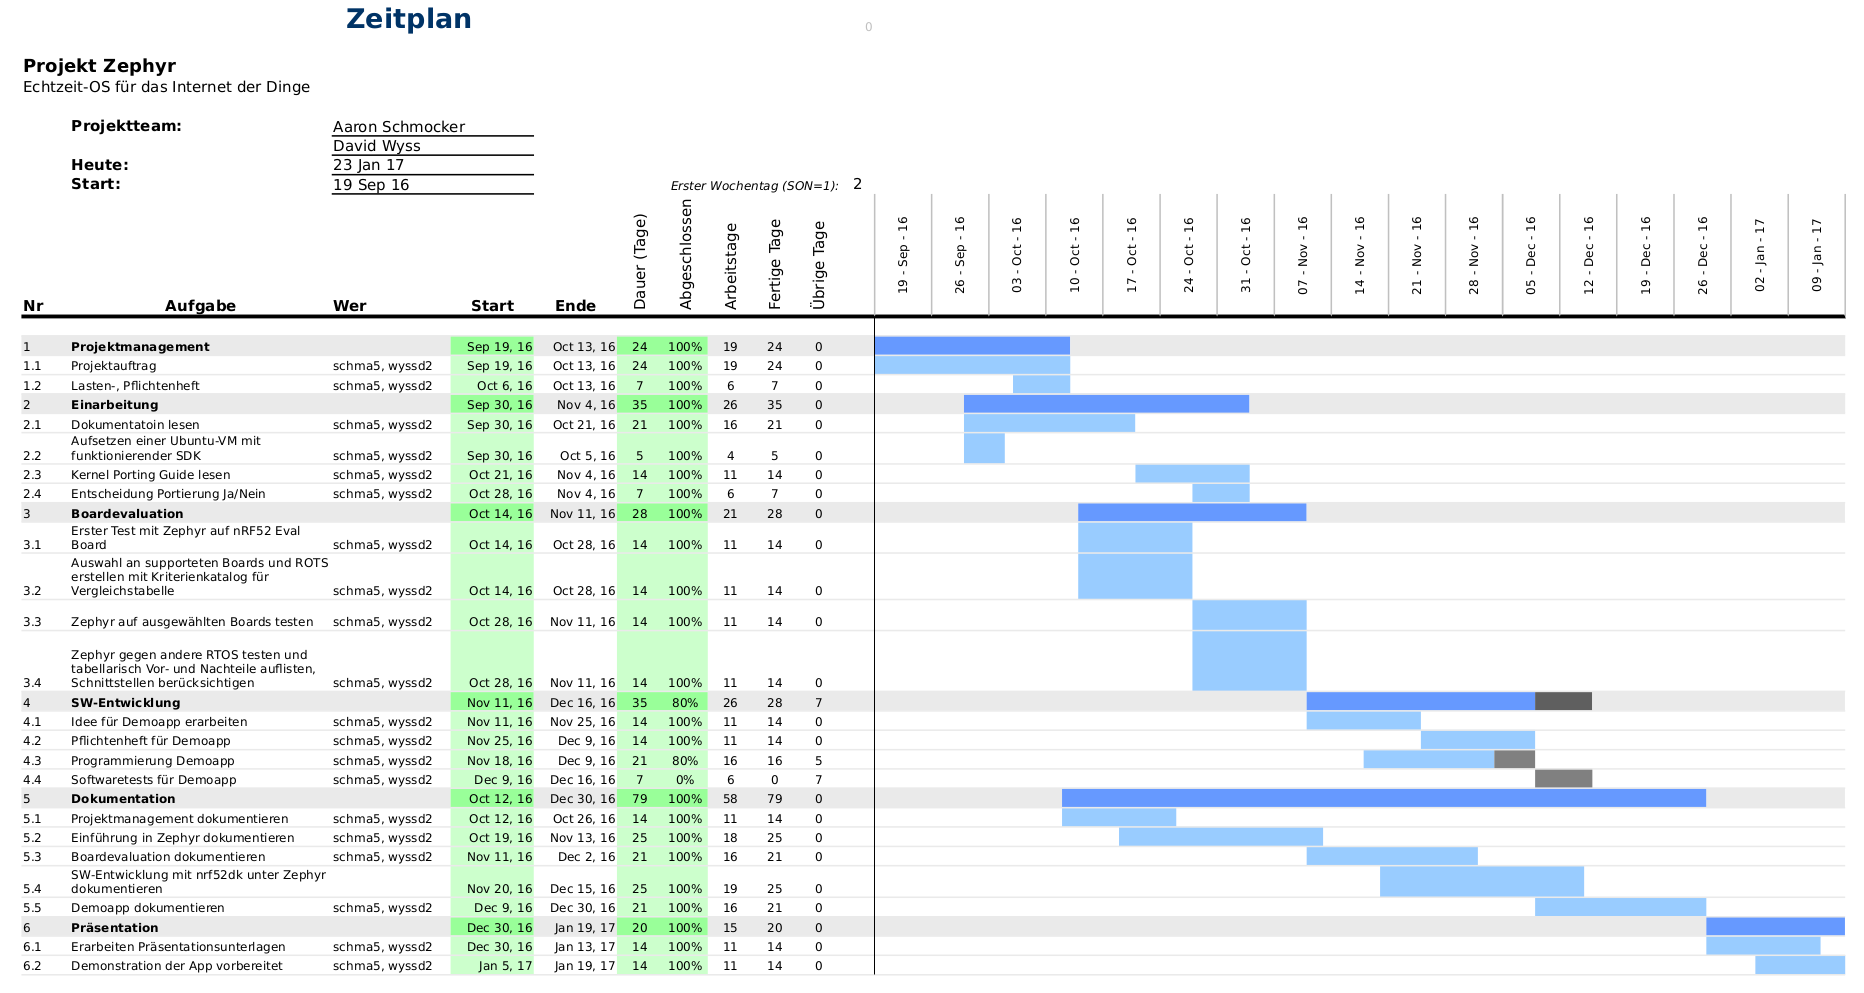 Zeitplan
0
Projekt Zephyr
Echtzeit-OS für das Internet der Dinge
Projektteam: Aaron Schmocker
David Wyss
Heute: 23 Jan 17
Start: 19 Sep 16
Erster Wochentag (SON=1): 2
Nr Aufgabe Wer Start Ende Dauer (Tage) Abgeschlossen Arbeitstage Fertige Tage Übrige Tage 19 - Sep - 16 26 - Sep - 16 03 - Oct - 16 10 - Oct - 16 17 - Oct - 16 24 - Oct - 16 31 - Oct - 16 07 - Nov - 16 14 - Nov - 16 21 - Nov - 16 28 - Nov - 16 05 - Dec - 16 12 - Dec - 16 19 - Dec - 16 26 - Dec - 16 02 - Jan - 17 09 - Jan - 17
1 Projektmanagement Sep 19, 16 Oct 13, 16 24 100% 19 24 0
1.1 Projektauftrag schma5, wyssd2 Sep 19, 16 Oct 13, 16 24 100% 19 24 0
1.2 Lasten-, Pflichtenheft schma5, wyssd2 Oct 6, 16 Oct 13, 16 7 100% 6 7 0
2 Einarbeitung Sep 30, 16 Nov 4, 16 35 100% 26 35 0
2.1 Dokumentatoin lesen schma5, wyssd2 Sep 30, 16 Oct 21, 16 21 100% 16 21 0
Aufsetzen einer Ubuntu-VM mit
2.2 funktionierender SDK schma5, wyssd2 Sep 30, 16 Oct 5, 16 5 100% 4 5 0
2.3 Kernel Porting Guide lesen schma5, wyssd2 Oct 21, 16 Nov 4, 16 14 100% 11 14 0
2.4 Entscheidung Portierung Ja/Nein schma5, wyssd2 Oct 28, 16 Nov 4, 16 7 100% 6 7 0
3 Boardevaluation Oct 14, 16 Nov 11, 16 28 100% 21 28 0
Erster Test mit Zephyr auf nRF52 Eval
3.1 Board schma5, wyssd2 Oct 14, 16 Oct 28, 16 14 100% 11 14 0
Auswahl an supporteten Boards und ROTS
erstellen mit Kriterienkatalog für
3.2 Vergleichstabelle schma5, wyssd2 Oct 14, 16 Oct 28, 16 14 100% 11 14 0
3.3 Zephyr auf ausgewählten Boards testen schma5, wyssd2 Oct 28, 16 Nov 11, 16 14 100% 11 14 0
Zephyr gegen andere RTOS testen und
tabellarisch Vor- und Nachteile auflisten,
3.4 Schnittstellen berücksichtigen schma5, wyssd2 Oct 28, 16 Nov 11, 16 14 100% 11 14 0
4 SW-Entwicklung Nov 11, 16 Dec 16, 16 35 80% 26 28 7
4.1 Idee für Demoapp erarbeiten schma5, wyssd2 Nov 11, 16 Nov 25, 16 14 100% 11 14 0
4.2 Pflichtenheft für Demoapp schma5, wyssd2 Nov 25, 16 Dec 9, 16 14 100% 11 14 0
4.3 Programmierung Demoapp schma5, wyssd2 Nov 18, 16 Dec 9, 16 21 80% 16 16 5
4.4 Softwaretests für Demoapp schma5, wyssd2 Dec 9, 16 Dec 16, 16 7 0% 6 0 7
5 Dokumentation Oct 12, 16 Dec 30, 16 79 100% 58 79 0
5.1 Projektmanagement dokumentieren schma5, wyssd2 Oct 12, 16 Oct 26, 16 14 100% 11 14 0
5.2 Einführung in Zephyr dokumentieren schma5, wyssd2 Oct 19, 16 Nov 13, 16 25 100% 18 25 0
5.3 Boardevaluation dokumentieren schma5, wyssd2 Nov 11, 16 Dec 2, 16 21 100% 16 21 0
SW-Entwicklung mit nrf52dk unter Zephyr
5.4 dokumentieren schma5, wyssd2 Nov 20, 16 Dec 15, 16 25 100% 19 25 0
5.5 Demoapp dokumentieren schma5, wyssd2 Dec 9, 16 Dec 30, 16 21 100% 16 21 0
6 Präsentation Dec 30, 16 Jan 19, 17 20 100% 15 20 0
6.1 Erarbeiten Präsentationsunterlagen schma5, wyssd2 Dec 30, 16 Jan 13, 17 14 100% 11 14 0
6.2 Demonstration der App vorbereitet schma5, wyssd2 Jan 5, 17 Jan 19, 17 14 100% 11 14 0